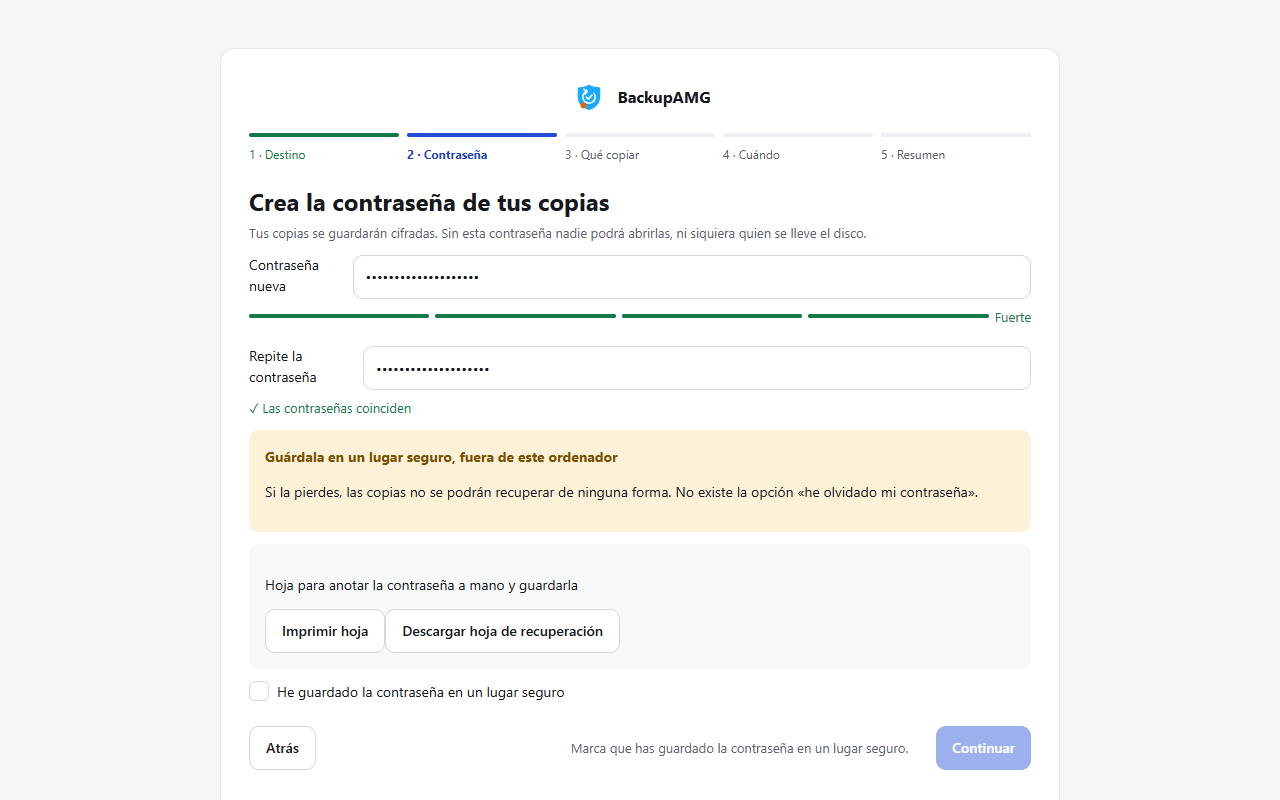 BackupAMG
1 · Destino
2 · Contraseña
3 · Qué copiar
4 · Cuándo
5 · Resumen
Crea la contraseña de tus copias
Tus copias se guardarán cifradas. Sin esta contraseña nadie podrá abrirlas, ni siquiera quien se lleve el disco.
Contraseña
nueva
••••••••••••••••••••
Fuerte
Repite la
contraseña
••••••••••••••••••••
✓ Las contraseñas coinciden
Guárdala en un lugar seguro, fuera de este ordenador
Si la pierdes, las copias no se podrán recuperar de ninguna forma. No existe la opción «he olvidado mi contraseña».
Hoja para anotar la contraseña a mano y guardarla
Imprimir hoja
Descargar hoja de recuperación
He guardado la contraseña en un lugar seguro
Atrás
Marca que has guardado la contraseña en un lugar seguro.
Continuar